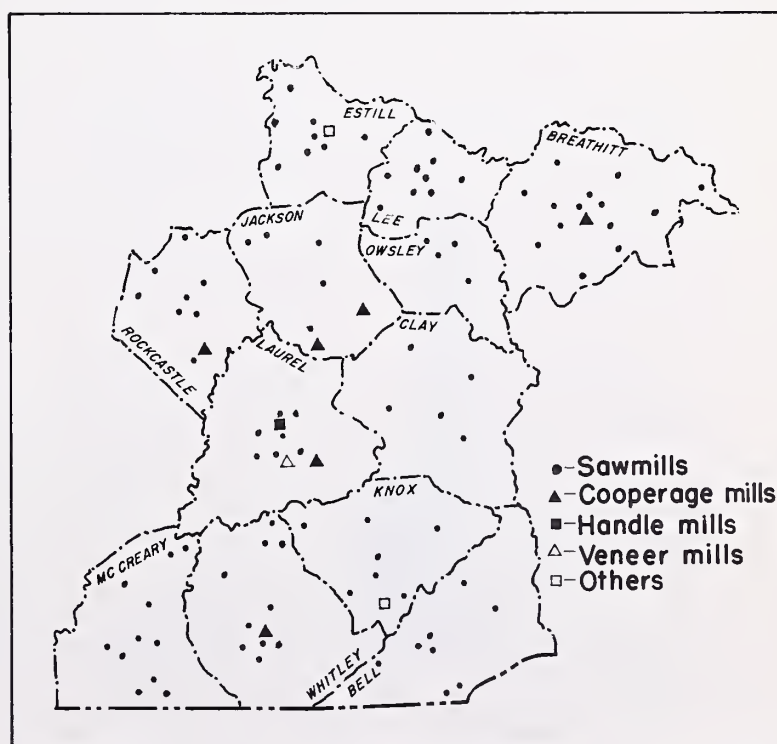 ESTILL
BREATHITT
JACKSON
LEE
OWSLEY
ROCKCASTLE
LAUREL
CLAY
KNOX
MC CREARY
WHITLEY
BELL
●-Sawmills
▲-Cooperage mills
■-Handle mills
△-Veneer mills
□-Others